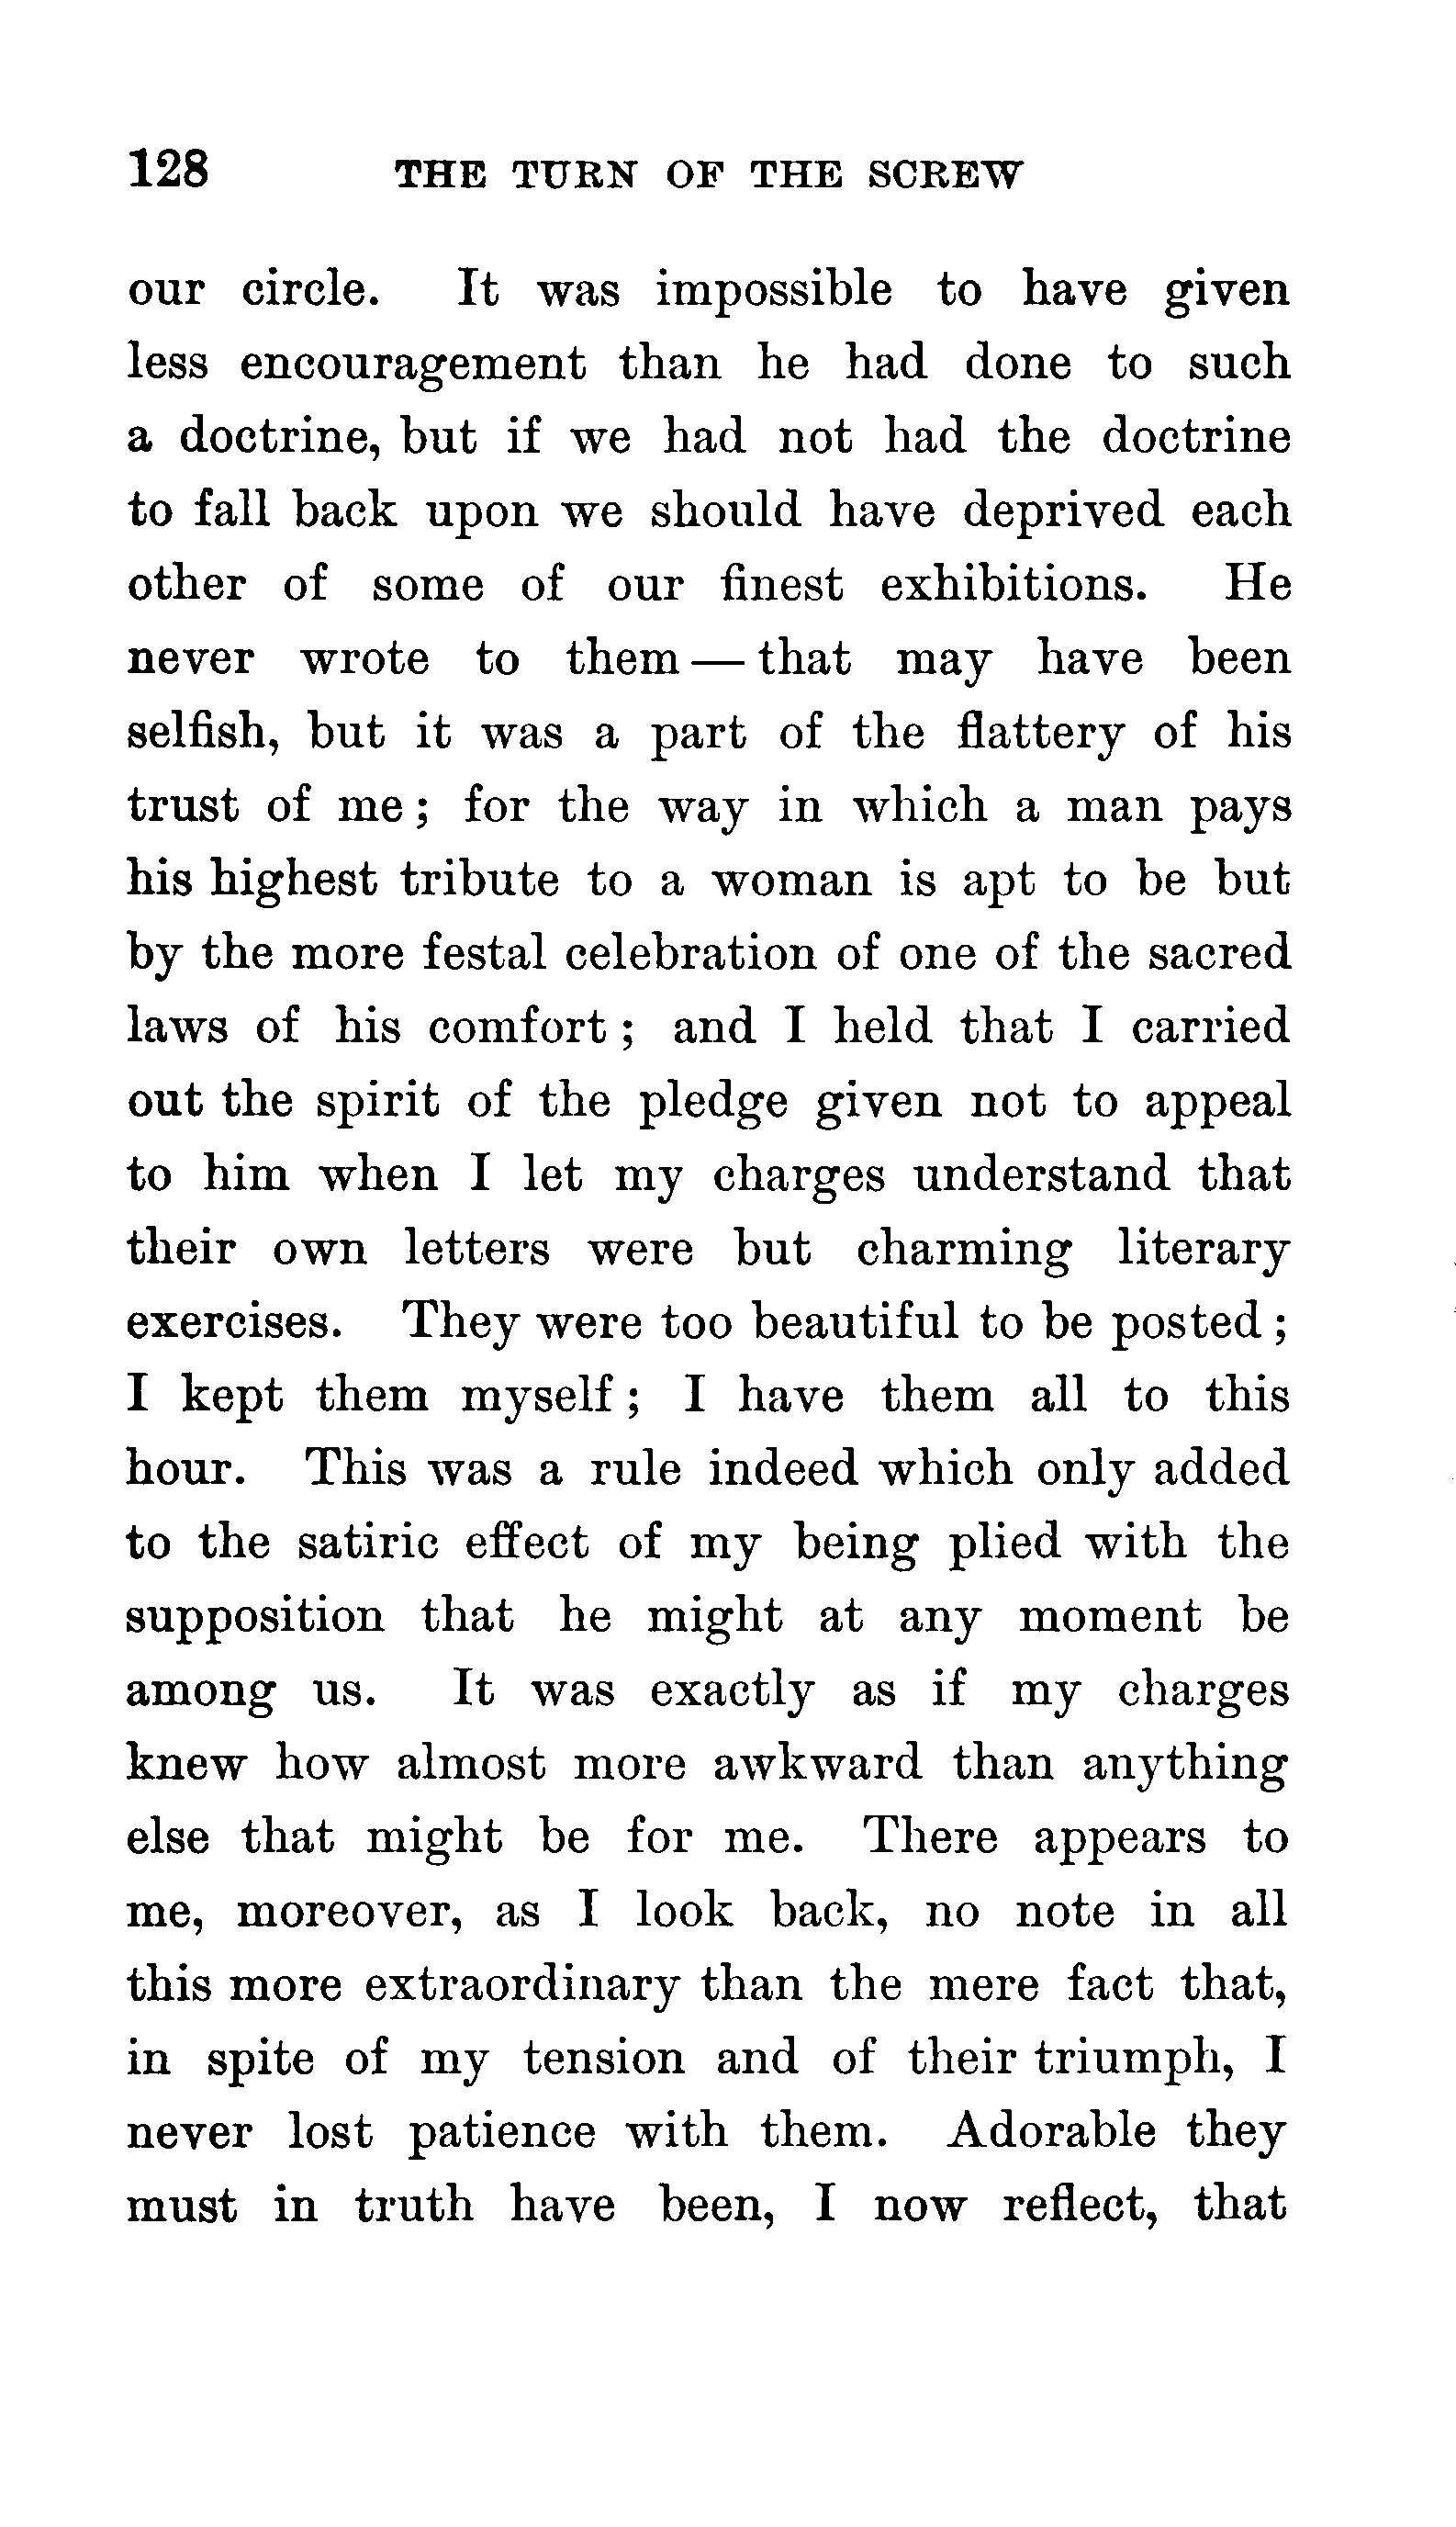 128 THE TURN OF THE SCREW
our circle. It was impossible to have given
less encouragement than he had done to such
a doctrine, but if we had not had the doctrine
to fall back upon we should have deprived each
other of some of our finest exhibitions. He
never wrote to them — that may have been
selfish, but it was a part of the flattery of his
trust of me ; for the way in which a man pays
his highest tribute to a woman is apt to be but
by the more festal celebration of one of the sacred
laws of his comfort ; and I held that I carried
out the spirit of the pledge given not to appeal
to him when I let my charges understand that
their own letters were but charming literary
exercises. They were too beautiful to be posted ;
I kept them myself ; I have them all to this
hour. This was a rule indeed which only added
to the satiric effect of my being plied with the
supposition that he might at any moment be
among us. It was exactly as if my charges
knew how almost more awkward than anything
else that might be for me. There appears to
me, moreover, as I look back, no note in all
this more extraordinary than the mere fact that,
in spite of my tension and of their triumph, I
never lost patience with them. Adorable they
must in truth have been, I now reflect, that